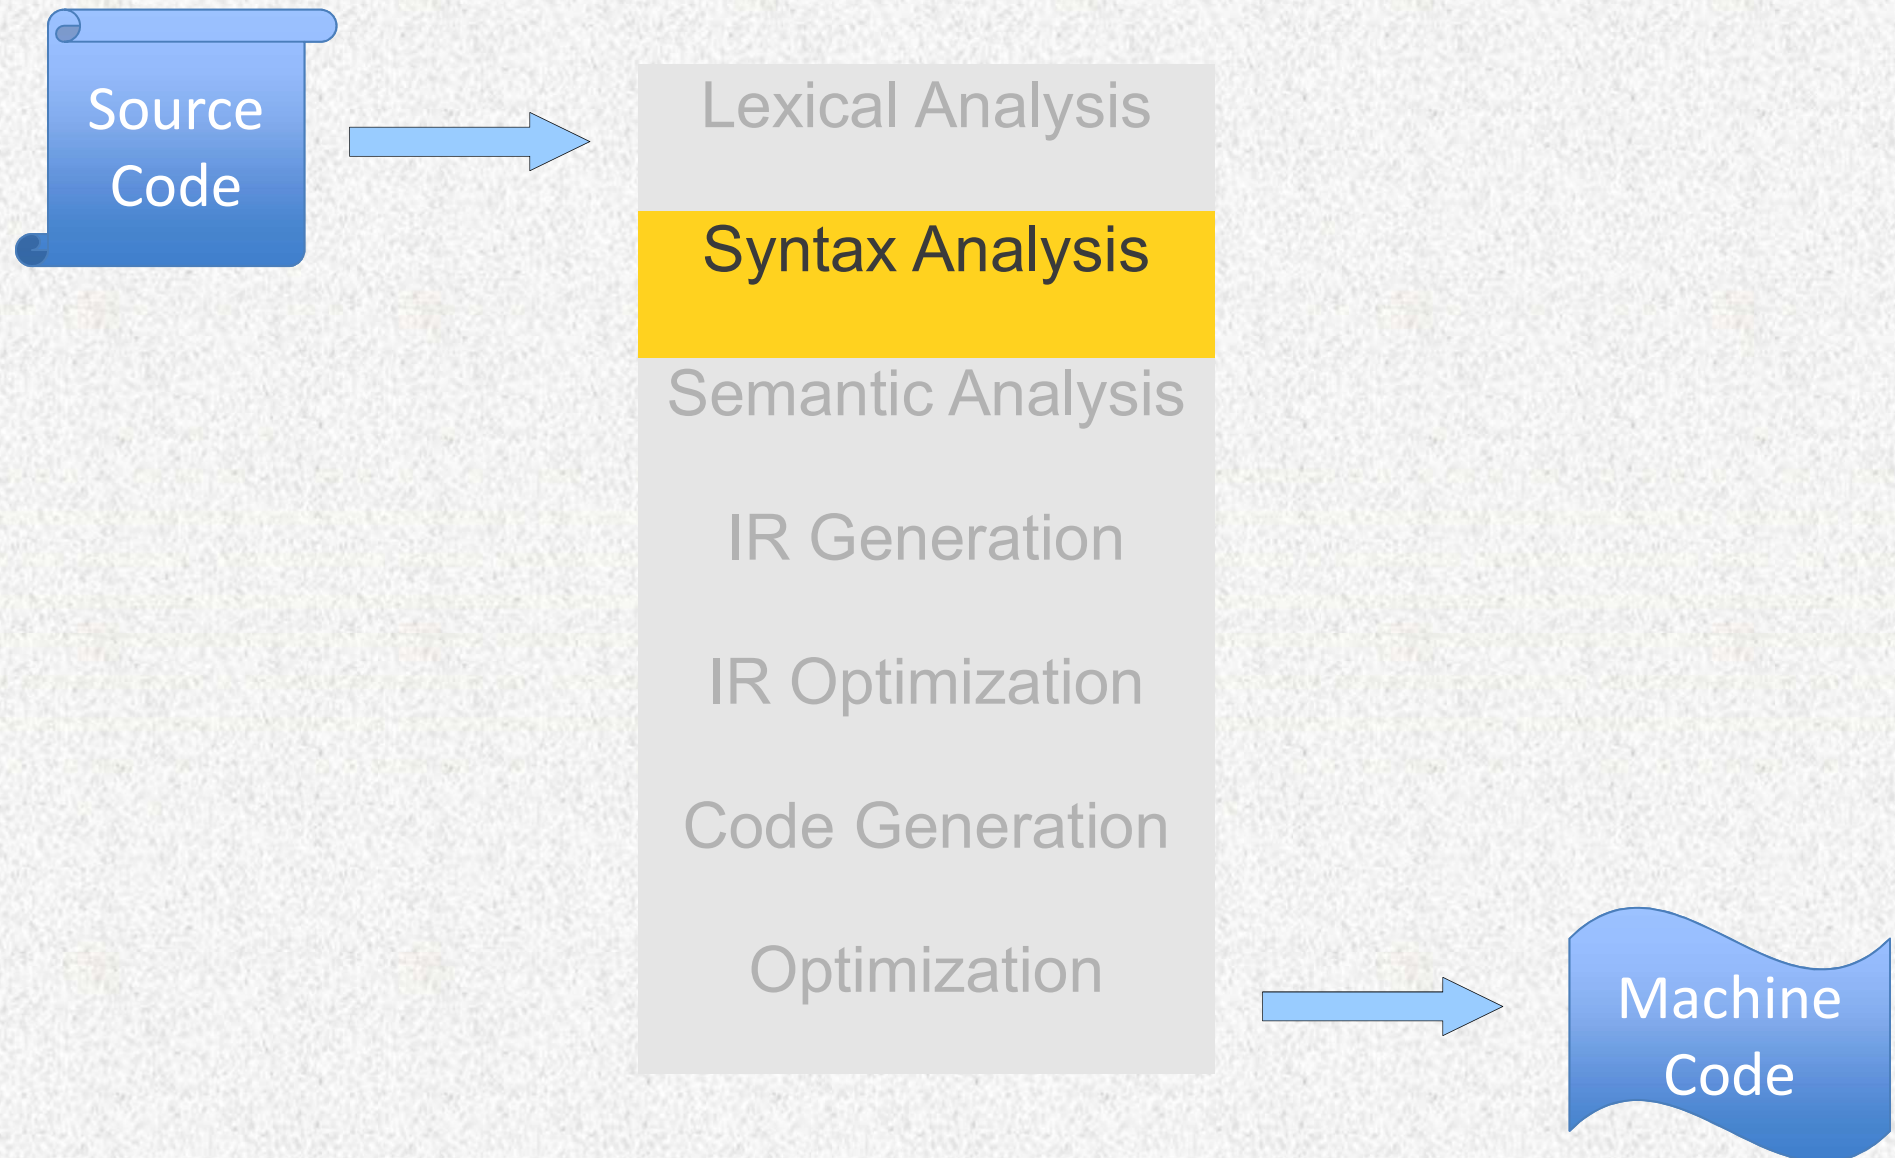 Source
Code
Lexical Analysis
Syntax Analysis
Semantic Analysis
IR Generation
IR Optimization
Code Generation
Optimization
Machine
Code